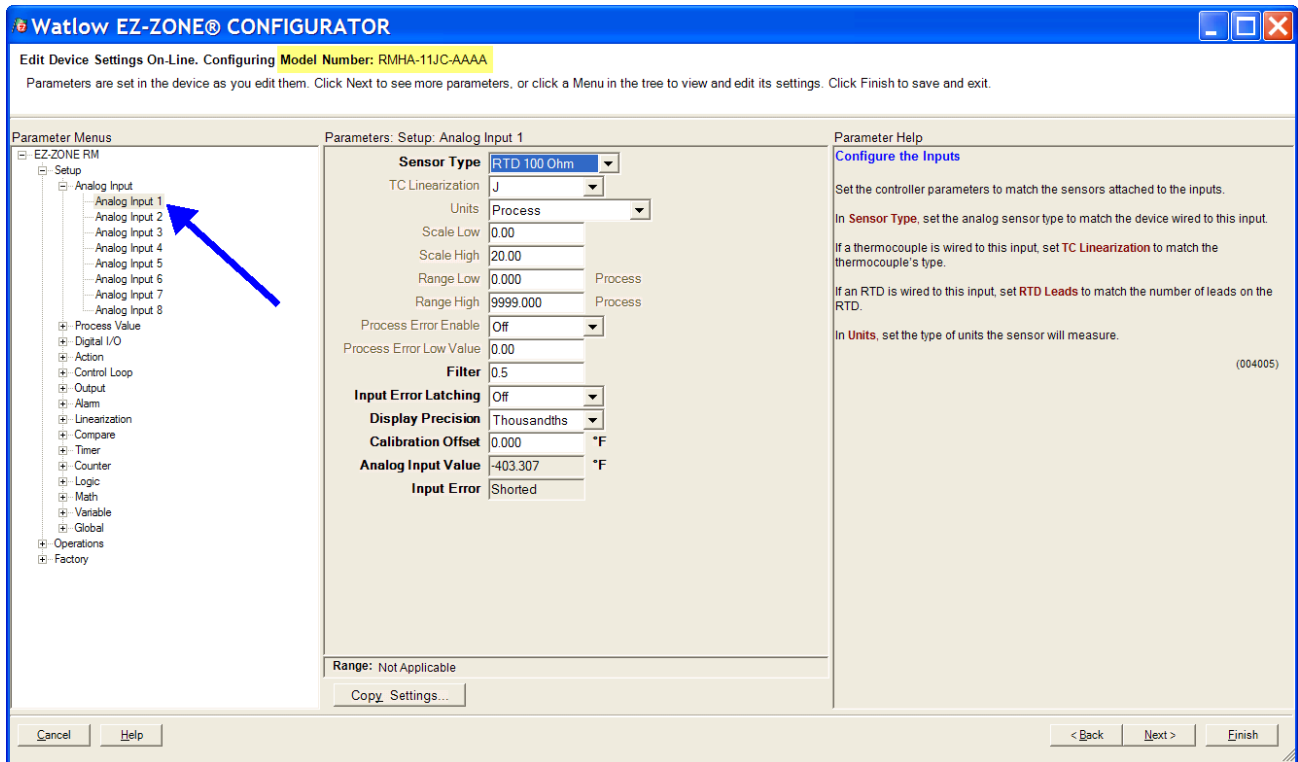 Watlow EZ-ZONE® CONFIGURATOR
Edit Device Settings On-Line. Configuring Model Number: RMHA-11JC-AAAA
Parameters are set in the device as you edit them. Click Next to see more parameters, or click a Menu in the tree to view and edit its settings. Click Finish to save and exit.
Parameter Menus
EZ-ZONE RM
Setup
Analog Input
Analog Input 1
Analog Input 2
Analog Input 3
Analog Input 4
Analog Input 5
Analog Input 6
Analog Input 7
Analog Input 8
Process Value
Digital I/O
Action
Control Loop
Output
Alarm
Linearization
Compare
Timer
Counter
Logic
Math
Variable
Global
Operations
Factory
Parameters: Setup: Analog Input 1
Sensor Type RTD 100 Ohm
TC Linearization J
Units Process
Scale Low 0.00
Scale High 20.00
Range Low 0.000 Process
Range High 9999.000 Process
Process Error Enable Off
Process Error Low Value 0.00
Filter 0.5
Input Error Latching Off
Display Precision Thousandths
Calibration Offset 0.000 °F
Analog Input Value -403.307 °F
Input Error Shorted
Range: Not Applicable
Copy Settings...
Parameter Help
Configure the Inputs
Set the controller parameters to match the sensors attached to the inputs.
In Sensor Type, set the analog sensor type to match the device wired to this input.
If a thermocouple is wired to this input, set TC Linearization to match the
thermocouple's type.
If an RTD is wired to this input, set RTD Leads to match the number of leads on the
RTD.
In Units, set the type of units the sensor will measure.
(004005)
Cancel
Help
< Back
Next >
Finish